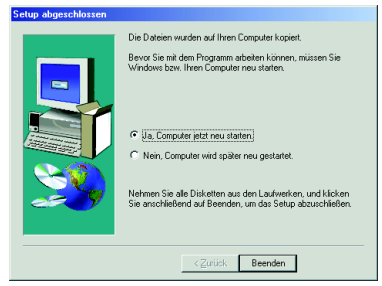 Setup abgeschlossen
Die Dateien wurden auf Ihren Computer kopiert.
Bevor Sie mit dem Programm arbeiten können, müssen Sie
Windows bzw. Ihren Computer neu starten.
Ja, Computer jetzt neu starten.
Nein, Computer wird später neu gestartet.
Nehmen Sie alle Disketten aus den Laufwerken, und klicken
Sie anschließend auf Beenden, um das Setup abzuschließen.
< Zurück
Beenden